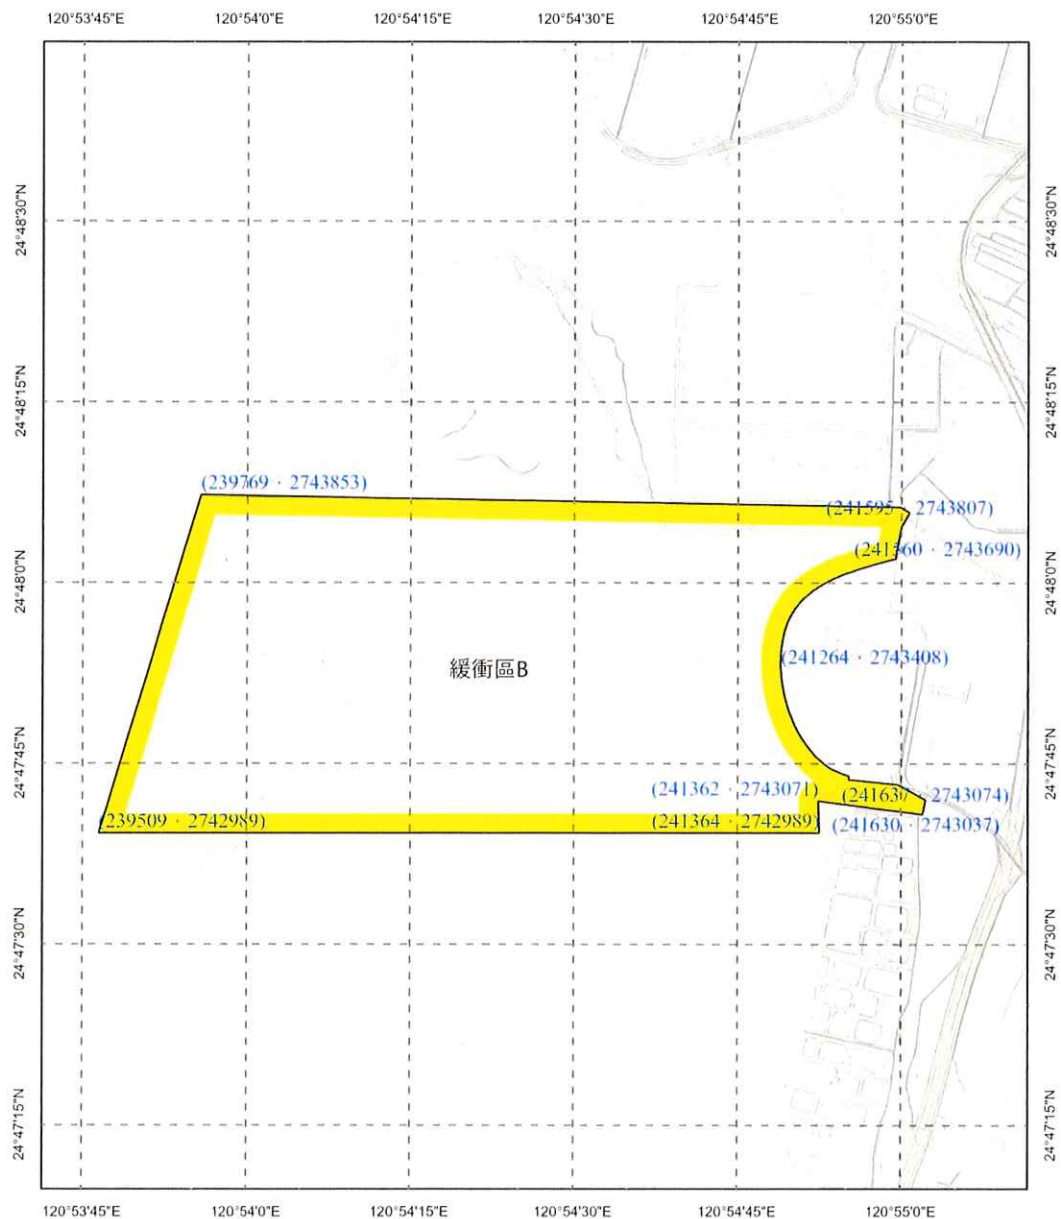 120°53'45"E 120°54'0"E 120°54'15"E 120°54'30"E 120°54'45"E 120°55'0"E
24°48'30"N 24°48'30"N
24°48'15"N 24°48'15"N
(239769，2743853)
(241595，2743807)
(241560，2743690)
24°48'0"N 24°48'0"N
(241264，2743408)
緩衝區B
24°47'45"N 24°47'45"N
(241362，2743071)
(241637，2743074)
(239509，2742989) (241364，2742989)
(241630，2743037)
24°47'30"N 24°47'30"N
24°47'15"N 24°47'15"N
120°53'45"E 120°54'0"E 120°54'15"E 120°54'30"E 120°54'45"E 120°55'0"E